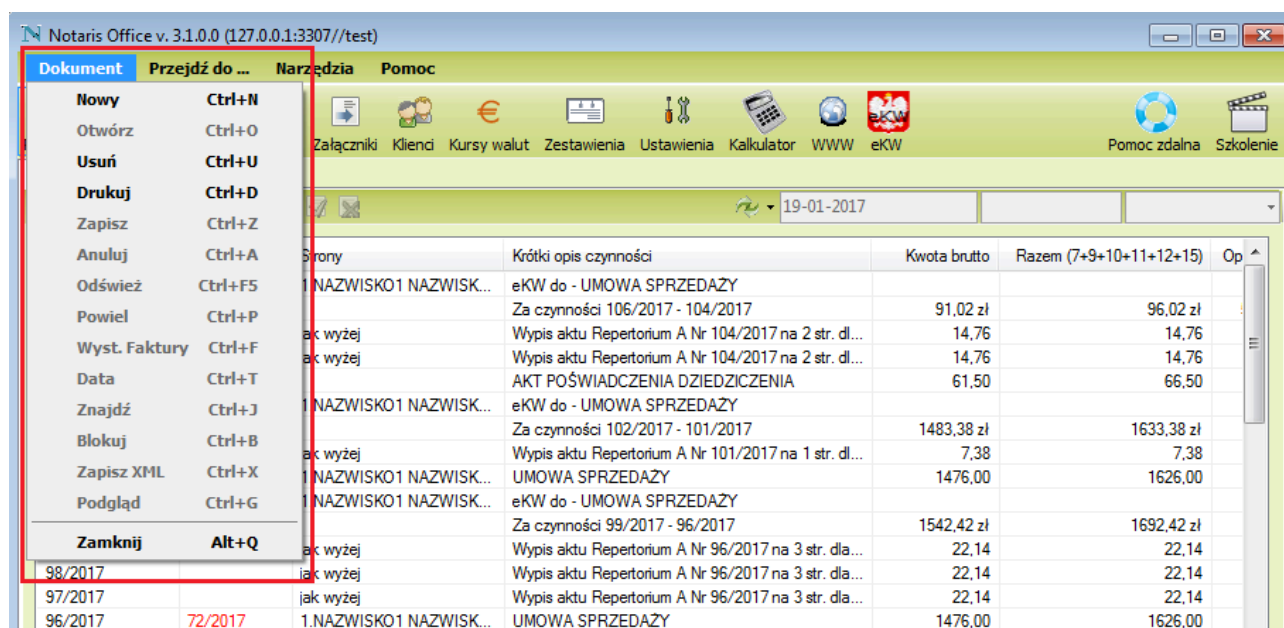 Notaris Office v. 3.1.0.0 (127.0.0.1:3307//test)
Dokument Przejdź do ... Narzędzia Pomoc
Nowy Ctrl+N
Otwórz Ctrl+O
Usuń Ctrl+U
Drukuj Ctrl+D
Zapisz Ctrl+Z
Anuluj Ctrl+A
Odśwież Ctrl+F5
Powiel Ctrl+P
Wyst. Faktury Ctrl+F
Data Ctrl+T
Znajdź Ctrl+J
Blokuj Ctrl+B
Zapisz XML Ctrl+X
Podgląd Ctrl+G
Zamknij Alt+Q
eKW
Załączniki Klienci Kursy walut Zestawienia Ustawienia Kalkulator WWW eKW Pomoc zdalna Szkolenie
19-01-2017
Strony Krótki opis czynności Kwota brutto Razem (7+9+10+11+12+15) Op
1.NAZWISKO1 NAZWISK... eKW do - UMOWA SPRZEDAŻY
Za czynności 106/2017 - 104/2017 91,02 zł 96,02 zł
jak wyżej Wypis aktu Repertorium A Nr 104/2017 na 2 str. dl... 14,76 14,76
jak wyżej Wypis aktu Repertorium A Nr 104/2017 na 2 str. dl... 14,76 14,76
AKT POŚWIADCZENIA DZIEDZICZENIA 61,50 66,50
1.NAZWISKO1 NAZWISK... eKW do - UMOWA SPRZEDAŻY
Za czynności 102/2017 - 101/2017 1483,38 zł 1633,38 zł
jak wyżej Wypis aktu Repertorium A Nr 101/2017 na 1 str. dl... 7,38 7,38
1.NAZWISKO1 NAZWISK... UMOWA SPRZEDAŻY 1476,00 1626,00
1.NAZWISKO1 NAZWISK... eKW do - UMOWA SPRZEDAŻY
Za czynności 99/2017 - 96/2017 1542,42 zł 1692,42 zł
jak wyżej Wypis aktu Repertorium A Nr 96/2017 na 3 str. dla... 22,14 22,14
98/2017 jak wyżej Wypis aktu Repertorium A Nr 96/2017 na 3 str. dla... 22,14 22,14
97/2017 jak wyżej Wypis aktu Repertorium A Nr 96/2017 na 3 str. dla... 22,14 22,14
96/2017 72/2017 1.NAZWISKO1 NAZWISK... UMOWA SPRZEDAŻY 1476,00 1626,00